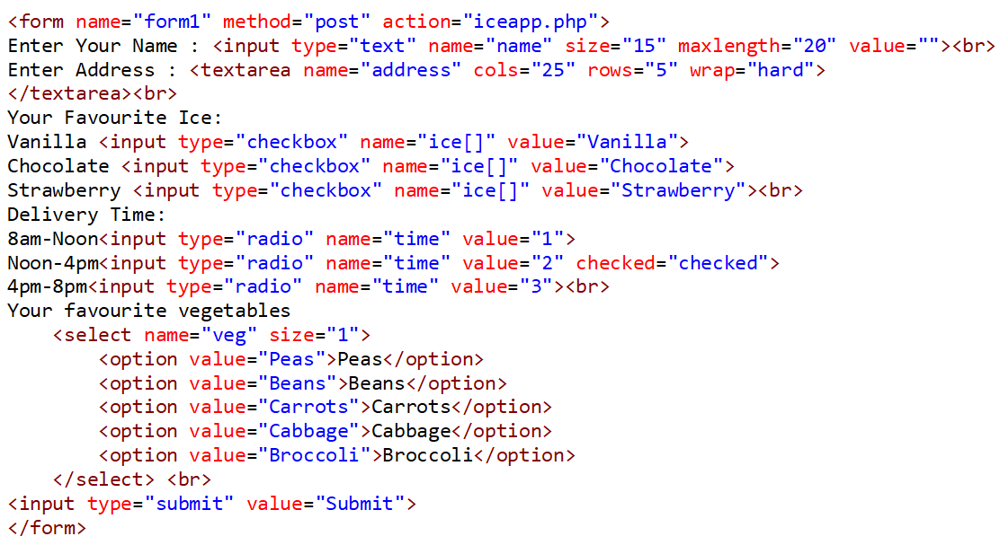 <form name="form1" method="post" action="iceapp.php">
Enter Your Name : <input type="text" name="name" size="15" maxlength="20" value=""><br>
Enter Address : <textarea name="address" cols="25" rows="5" wrap="hard">
</textarea><br>
Your Favourite Ice:
Vanilla <input type="checkbox" name="ice[]" value="Vanilla">
Chocolate <input type="checkbox" name="ice[]" value="Chocolate">
Strawberry <input type="checkbox" name="ice[]" value="Strawberry"><br>
Delivery Time:
8am-Noon<input type="radio" name="time" value="1">
Noon-4pm<input type="radio" name="time" value="2" checked="checked">
4pm-8pm<input type="radio" name="time" value="3"><br>
Your favourite vegetables
    <select name="veg" size="1">
        <option value="Peas">Peas</option>
        <option value="Beans">Beans</option>
        <option value="Carrots">Carrots</option>
        <option value="Cabbage">Cabbage</option>
        <option value="Broccoli">Broccoli</option>
    </select> <br>
<input type="submit" value="Submit">
</form>